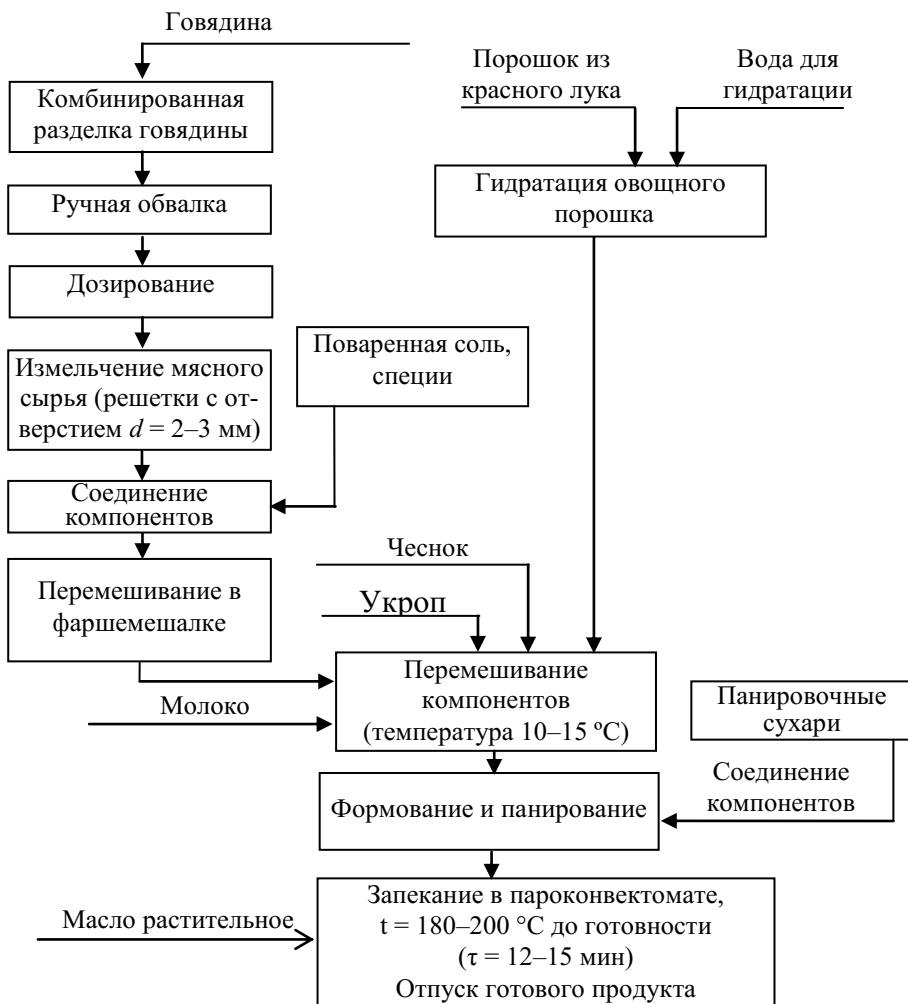 Говядина
Комбинированная
разделка говядины
Ручная обвалка
Дозирование
Измельчение мясного
сырья (решетки с от-
верстием d = 2–3 мм)
Поваренная соль,
специи
Соединение
компонентов
Перемешивание в
фаршемешалке
Порошок из
красного лука
Вода для
гидратации
Гидратация овощного
порошка
Чеснок
Укроп
Молоко
Перемешивание
компонентов
(температура 10–15 ºС)
Панировочные
сухари
Соединение
компонентов
Формование и панирование
Масло растительное
Запекание в пароконвектомате,
t = 180–200 °С до готовности
(τ = 12–15 мин)
Отпуск готового продукта